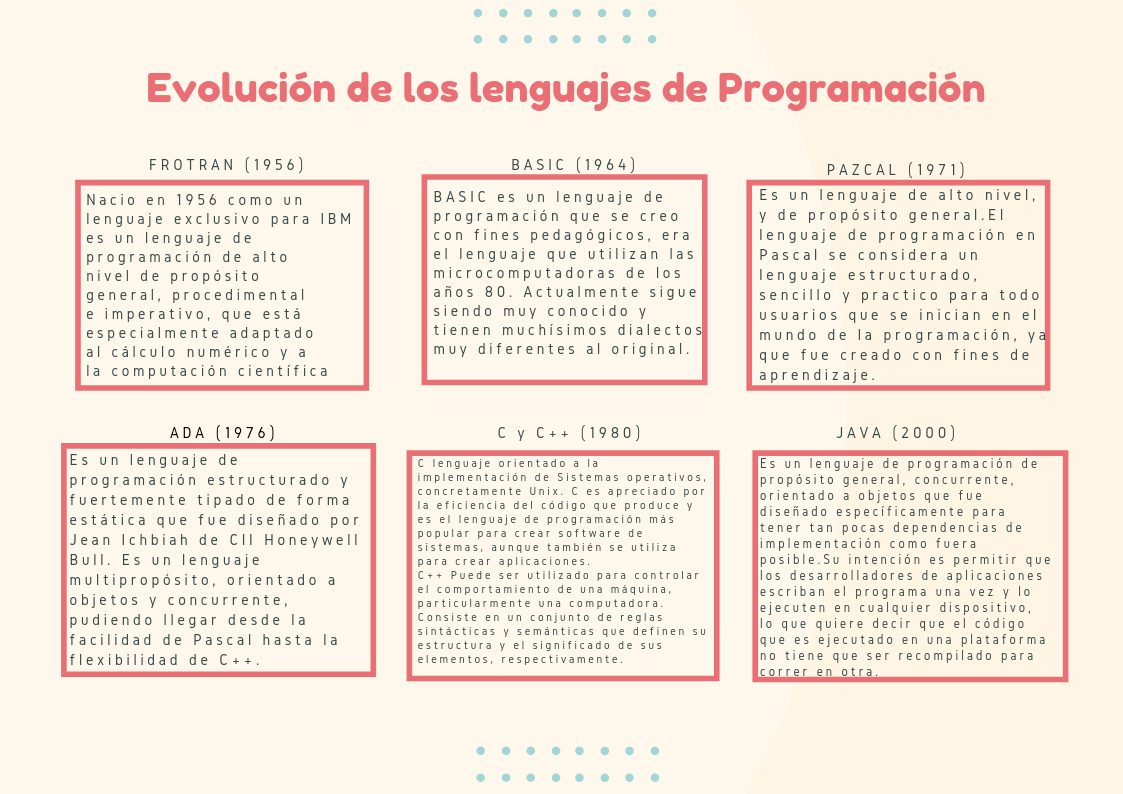 Evolución de los lenguajes de Programación
FROTRAN (1956)
Nacio en 1956 como un
lenguaje exclusivo para IBM
es un lenguaje de
programación de alto
nivel de propósito
general, procedimental
e imperativo, que está
especialmente adaptado
al cálculo numérico y a
la computación científica
BASIC (1964)
BASIC es un lenguaje de
programación que se creo
con fines pedagógicos, era
el lenguaje que utilizan las
microcomputadoras de los
años 80. Actualmente sigue
siendo muy conocido y
tienen muchísimos dialectos
muy diferentes al original.
PAZCAL (1971)
Es un lenguaje de alto nivel,
y de propósito general.El
lenguaje de programación en
Pascal se considera un
lenguaje estructurado,
sencillo y practico para todo
usuarios que se inician en el
mundo de la programación, ya
que fue creado con fines de
aprendizaje.
ADA (1976)
Es un lenguaje de
programación estructurado y
fuertemente tipado de forma
estática que fue diseñado por
Jean Ichbiah de CII Honeywell
Bull. Es un lenguaje
multipropósito, orientado a
objetos y concurrente,
pudiendo llegar desde la
facilidad de Pascal hasta la
flexibilidad de C++.
C y C++ (1980)
C lenguaje orientado a la
implementación de Sistemas operativos,
concretamente Unix. C es apreciado por
la eficiencia del código que produce y
es el lenguaje de programación más
popular para crear software de
sistemas, aunque también se utiliza
para crear aplicaciones.
C++ Puede ser utilizado para controlar
el comportamiento de una máquina,
particularmente una computadora.
Consiste en un conjunto de reglas
sintácticas y semánticas que definen su
estructura y el significado de sus
elementos, respectivamente.
JAVA (2000)
Es un lenguaje de programación de
propósito general, concurrente,
orientado a objetos que fue
diseñado específicamente para
tener tan pocas dependencias de
implementación como fuera
posible.Su intención es permitir que
los desarrolladores de aplicaciones
escriban el programa una vez y lo
ejecuten en cualquier dispositivo,
lo que quiere decir que el código
que es ejecutado en una plataforma
no tiene que ser recompilado para
correr en otra.